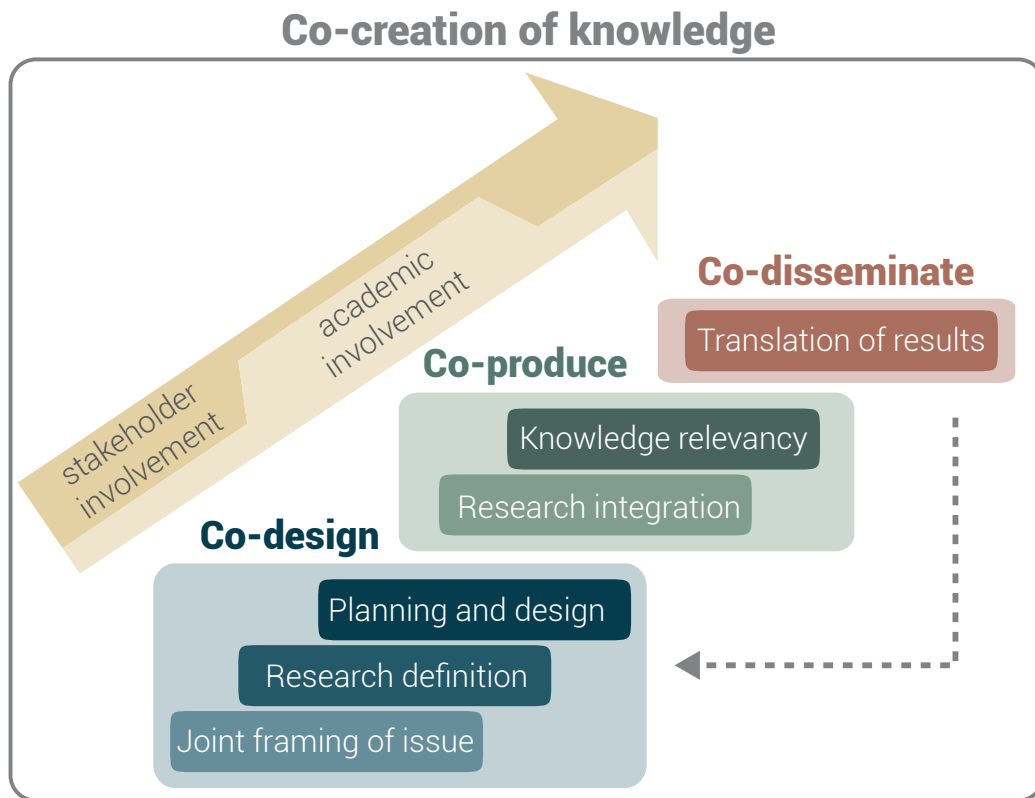 Co-creation of knowledge
stakeholder
involvement
academic
involvement
Co-disseminate
Translation of results
Co-produce
Knowledge relevancy
Research integration
Co-design
Planning and design
Research definition
Joint framing of issue